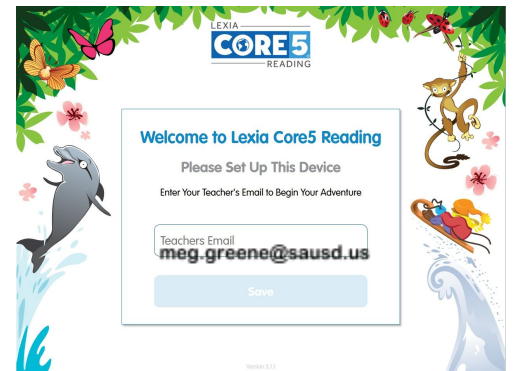 LEXIA
CORE5
READING
Welcome to Lexia Core5 Reading
Please Set Up This Device
Enter Your Teacher's Email to Begin Your Adventure
Teachers Email
meg.greene@sausd.us
Save